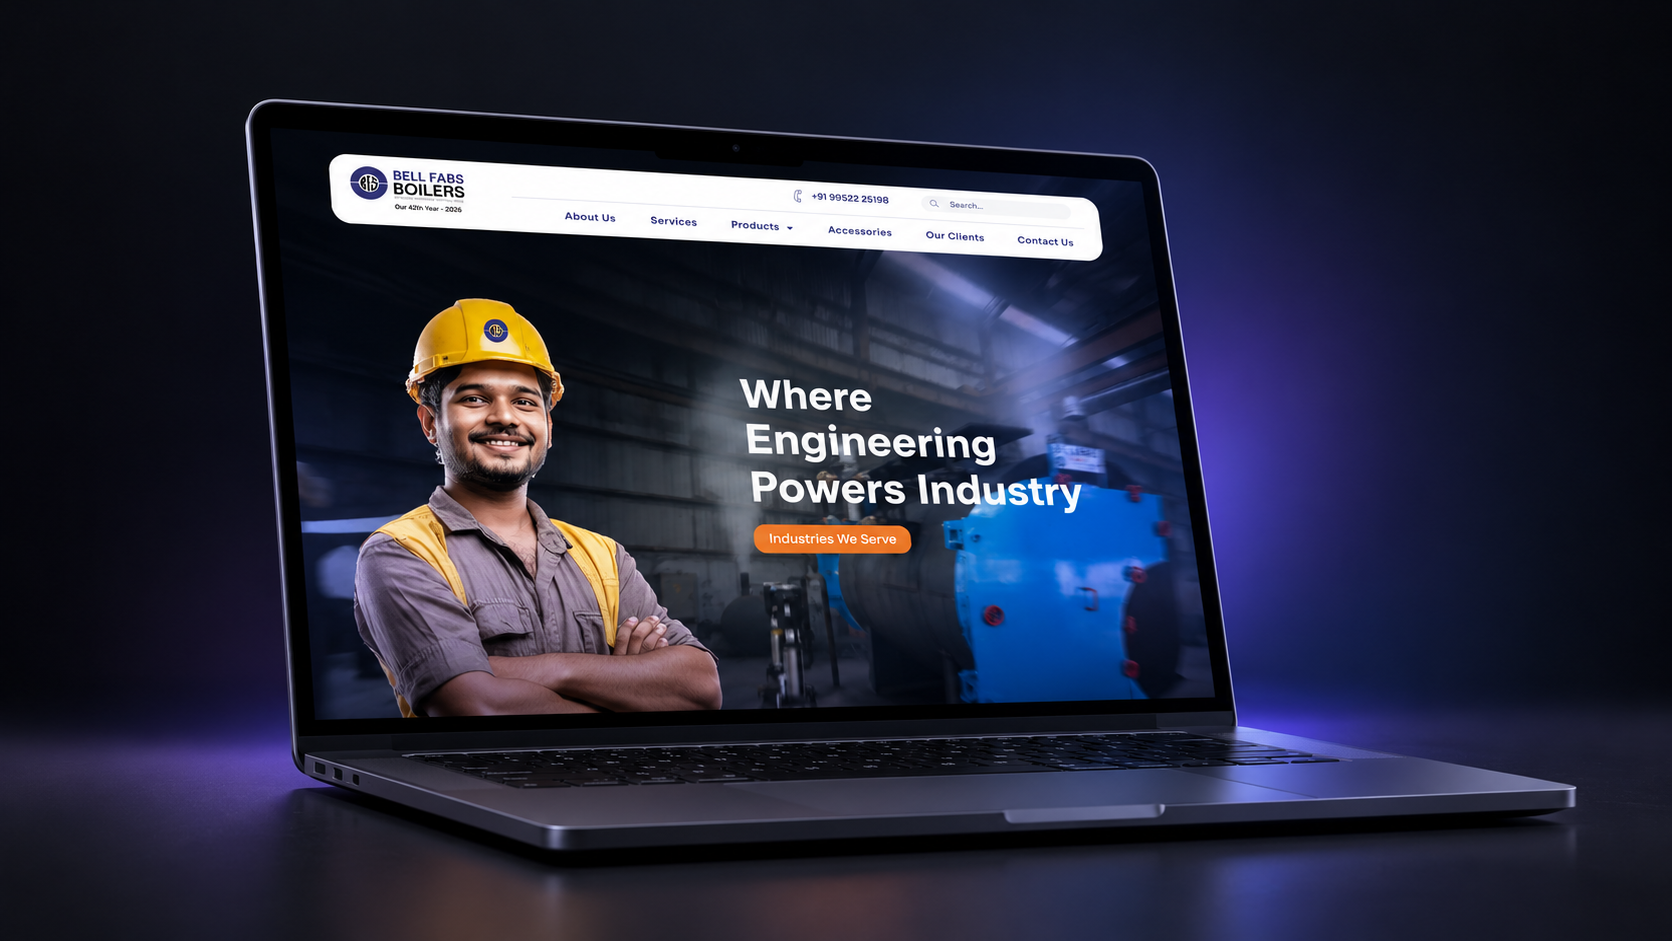 BELL FABS
BOILERS
Our 42th Year - 2026
+91 99522 25198
Search...
About Us
Services
Products
Accessories
Our Clients
Contact Us
Where
Engineering
Powers Industry
Industries We Serve